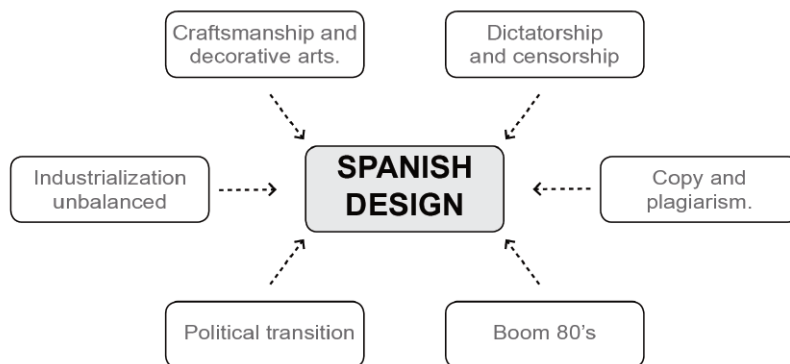 Craftsmanship and
decorative arts.
Dictatorship
and censorship
Industrialization
unbalanced
SPANISH
DESIGN
Copy and
plagiarism.
Political transition
Boom 80's